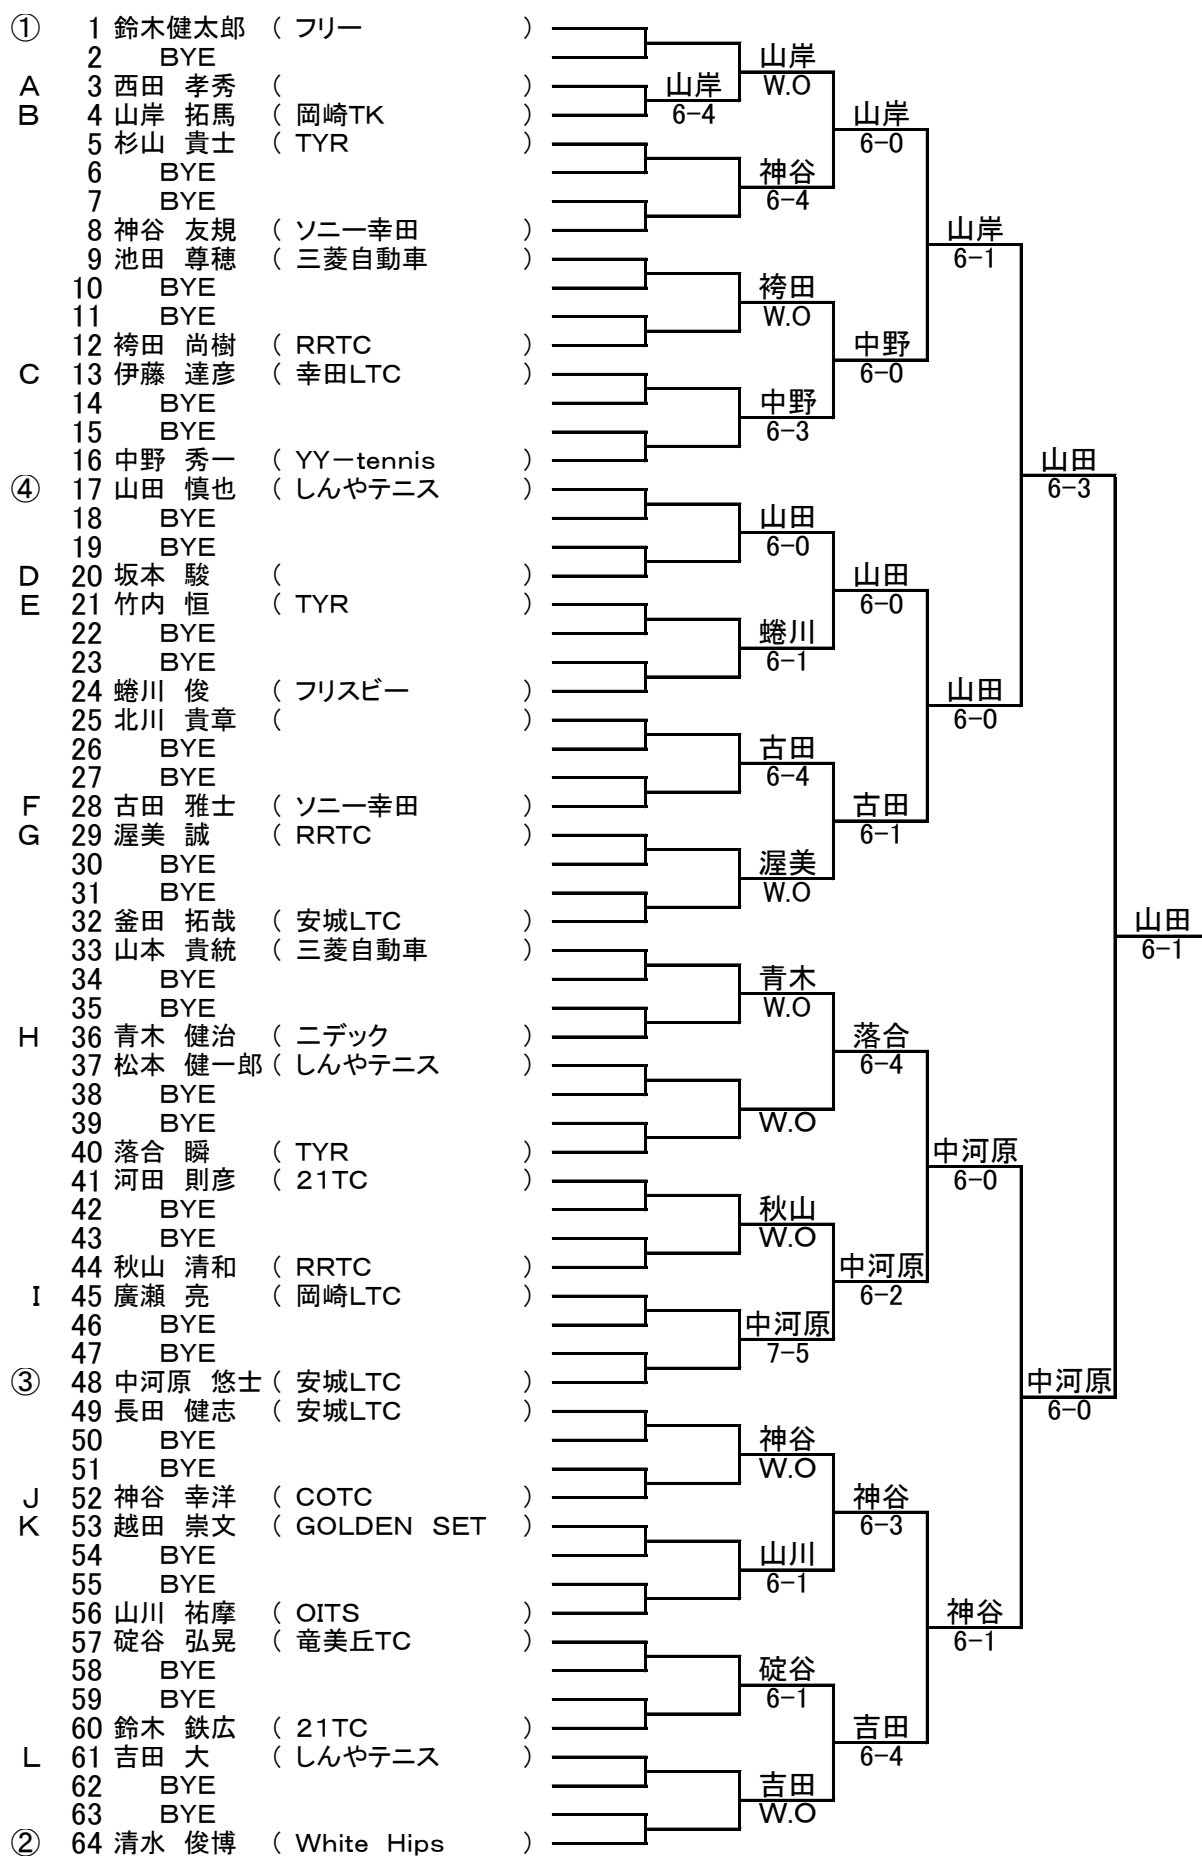 ① 1 鈴木健太郎 ( フリー )
2 BYE
山岸
A 3 西田 孝秀 ( ) 山岸 W.O
B 4 山岸 拓馬 ( 岡崎TK ) 6-4 山岸
5 杉山 貴士 ( TYR ) 6-0
6 BYE 神谷
7 BYE 6-4
8 神谷 友規 ( ソニー幸田 ) 山岸
9 池田 尊穂 ( 三菱自動車 ) 6-1
10 BYE 袴田
11 BYE W.O
12 袴田 尚樹 ( RRTC ) 中野
C 13 伊藤 達彦 ( 幸田LTC ) 6-0
14 BYE 中野
15 BYE 6-3
16 中野 秀一 ( YY-tennis ) 山田
④ 17 山田 慎也 ( しんやテニス ) 6-3
18 BYE 山田
19 BYE 6-0
D 20 坂本 駿 ( ) 山田
E 21 竹内 恒 ( TYR ) 6-0
22 BYE 蜷川
23 BYE 6-1
24 蜷川 俊 ( フリスビー ) 山田
25 北川 貴章 ( ) 6-0
26 BYE 古田
27 BYE 6-4
F 28 古田 雅士 ( ソニー幸田 ) 古田
G 29 渥美 誠 ( RRTC ) 6-1
30 BYE 渥美
31 BYE W.O
32 釜田 拓哉 ( 安城LTC ) 山田
33 山本 貴統 ( 三菱自動車 ) 6-1
34 BYE 青木
35 BYE W.O
H 36 青木 健治 ( ニデック ) 落合
37 松本 健一郎 ( しんやテニス ) 6-4
38 BYE
39 BYE W.O
40 落合 瞬 ( TYR ) 中河原
41 河田 則彦 ( 21TC ) 6-0
42 BYE 秋山
43 BYE W.O
44 秋山 清和 ( RRTC ) 中河原
I 45 廣瀬 亮 ( 岡崎LTC ) 6-2
46 BYE 中河原
47 BYE 7-5
③ 48 中河原 悠士 ( 安城LTC ) 中河原
49 長田 健志 ( 安城LTC ) 6-0
50 BYE 神谷
51 BYE W.O
J 52 神谷 幸洋 ( COTC ) 神谷
K 53 越田 崇文 ( GOLDEN SET ) 6-3
54 BYE 山川
55 BYE 6-1
56 山川 祐摩 ( OITS ) 神谷
57 碇谷 弘晃 ( 竜美丘TC ) 6-1
58 BYE 碇谷
59 BYE 6-1
60 鈴木 鉄広 ( 21TC ) 吉田
L 61 吉田 大 ( しんやテニス ) 6-4
62 BYE 吉田
63 BYE W.O
② 64 清水 俊博 ( White Hips )